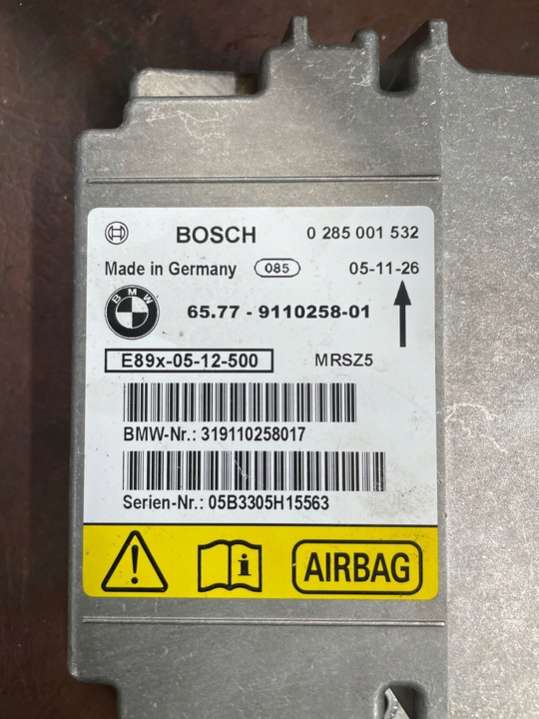 BOSCH 0 285 001 532
Made in Germany 085 05-11-26
BMW
65.77 - 9110258-01
E89x-05-12-500 MRSZ5
BMW-Nr.: 319110258017
Serien-Nr.: 05B3305H15563
i
AIRBAG